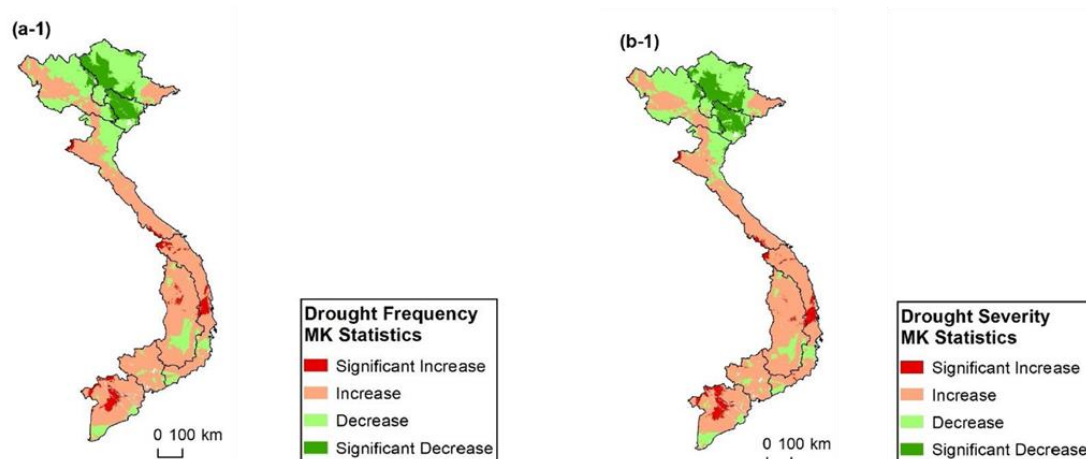 (a-1)
Drought Frequency
MK Statistics
Significant Increase
Increase
Decrease
Significant Decrease
0 100 km
(b-1)
Drought Severity
MK Statistics
Significant Increase
Increase
Decrease
Significant Decrease
0 100 km